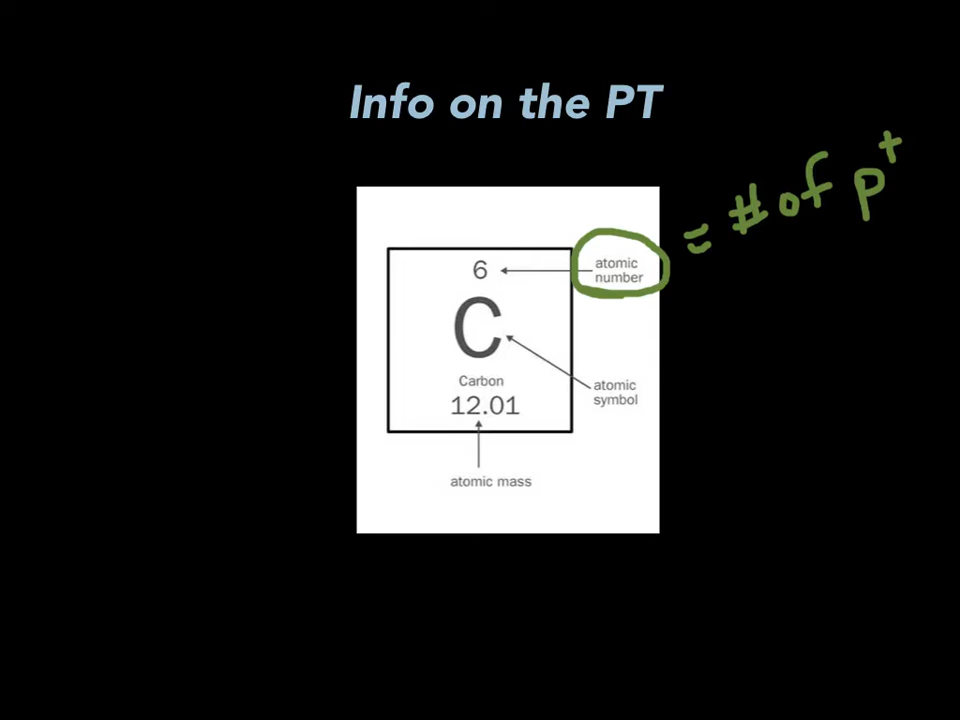 Info on the PT
= # of p+
6
atomic
number
C
atomic
symbol
Carbon
12.01
atomic mass